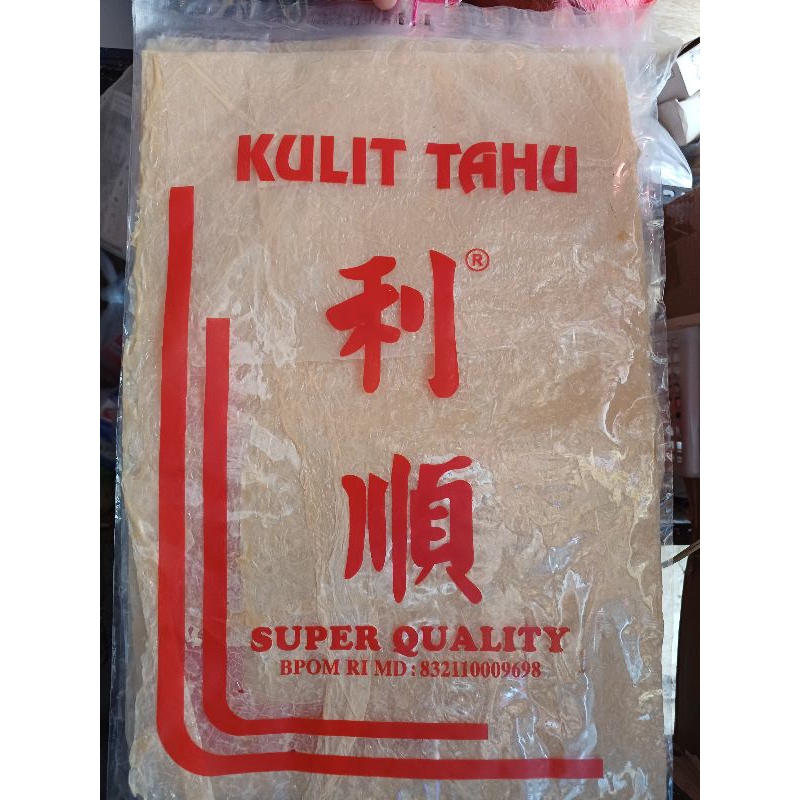 KULIT TAHU
利®
順
SUPER QUALITY
BPOM RI MD : 832110009698